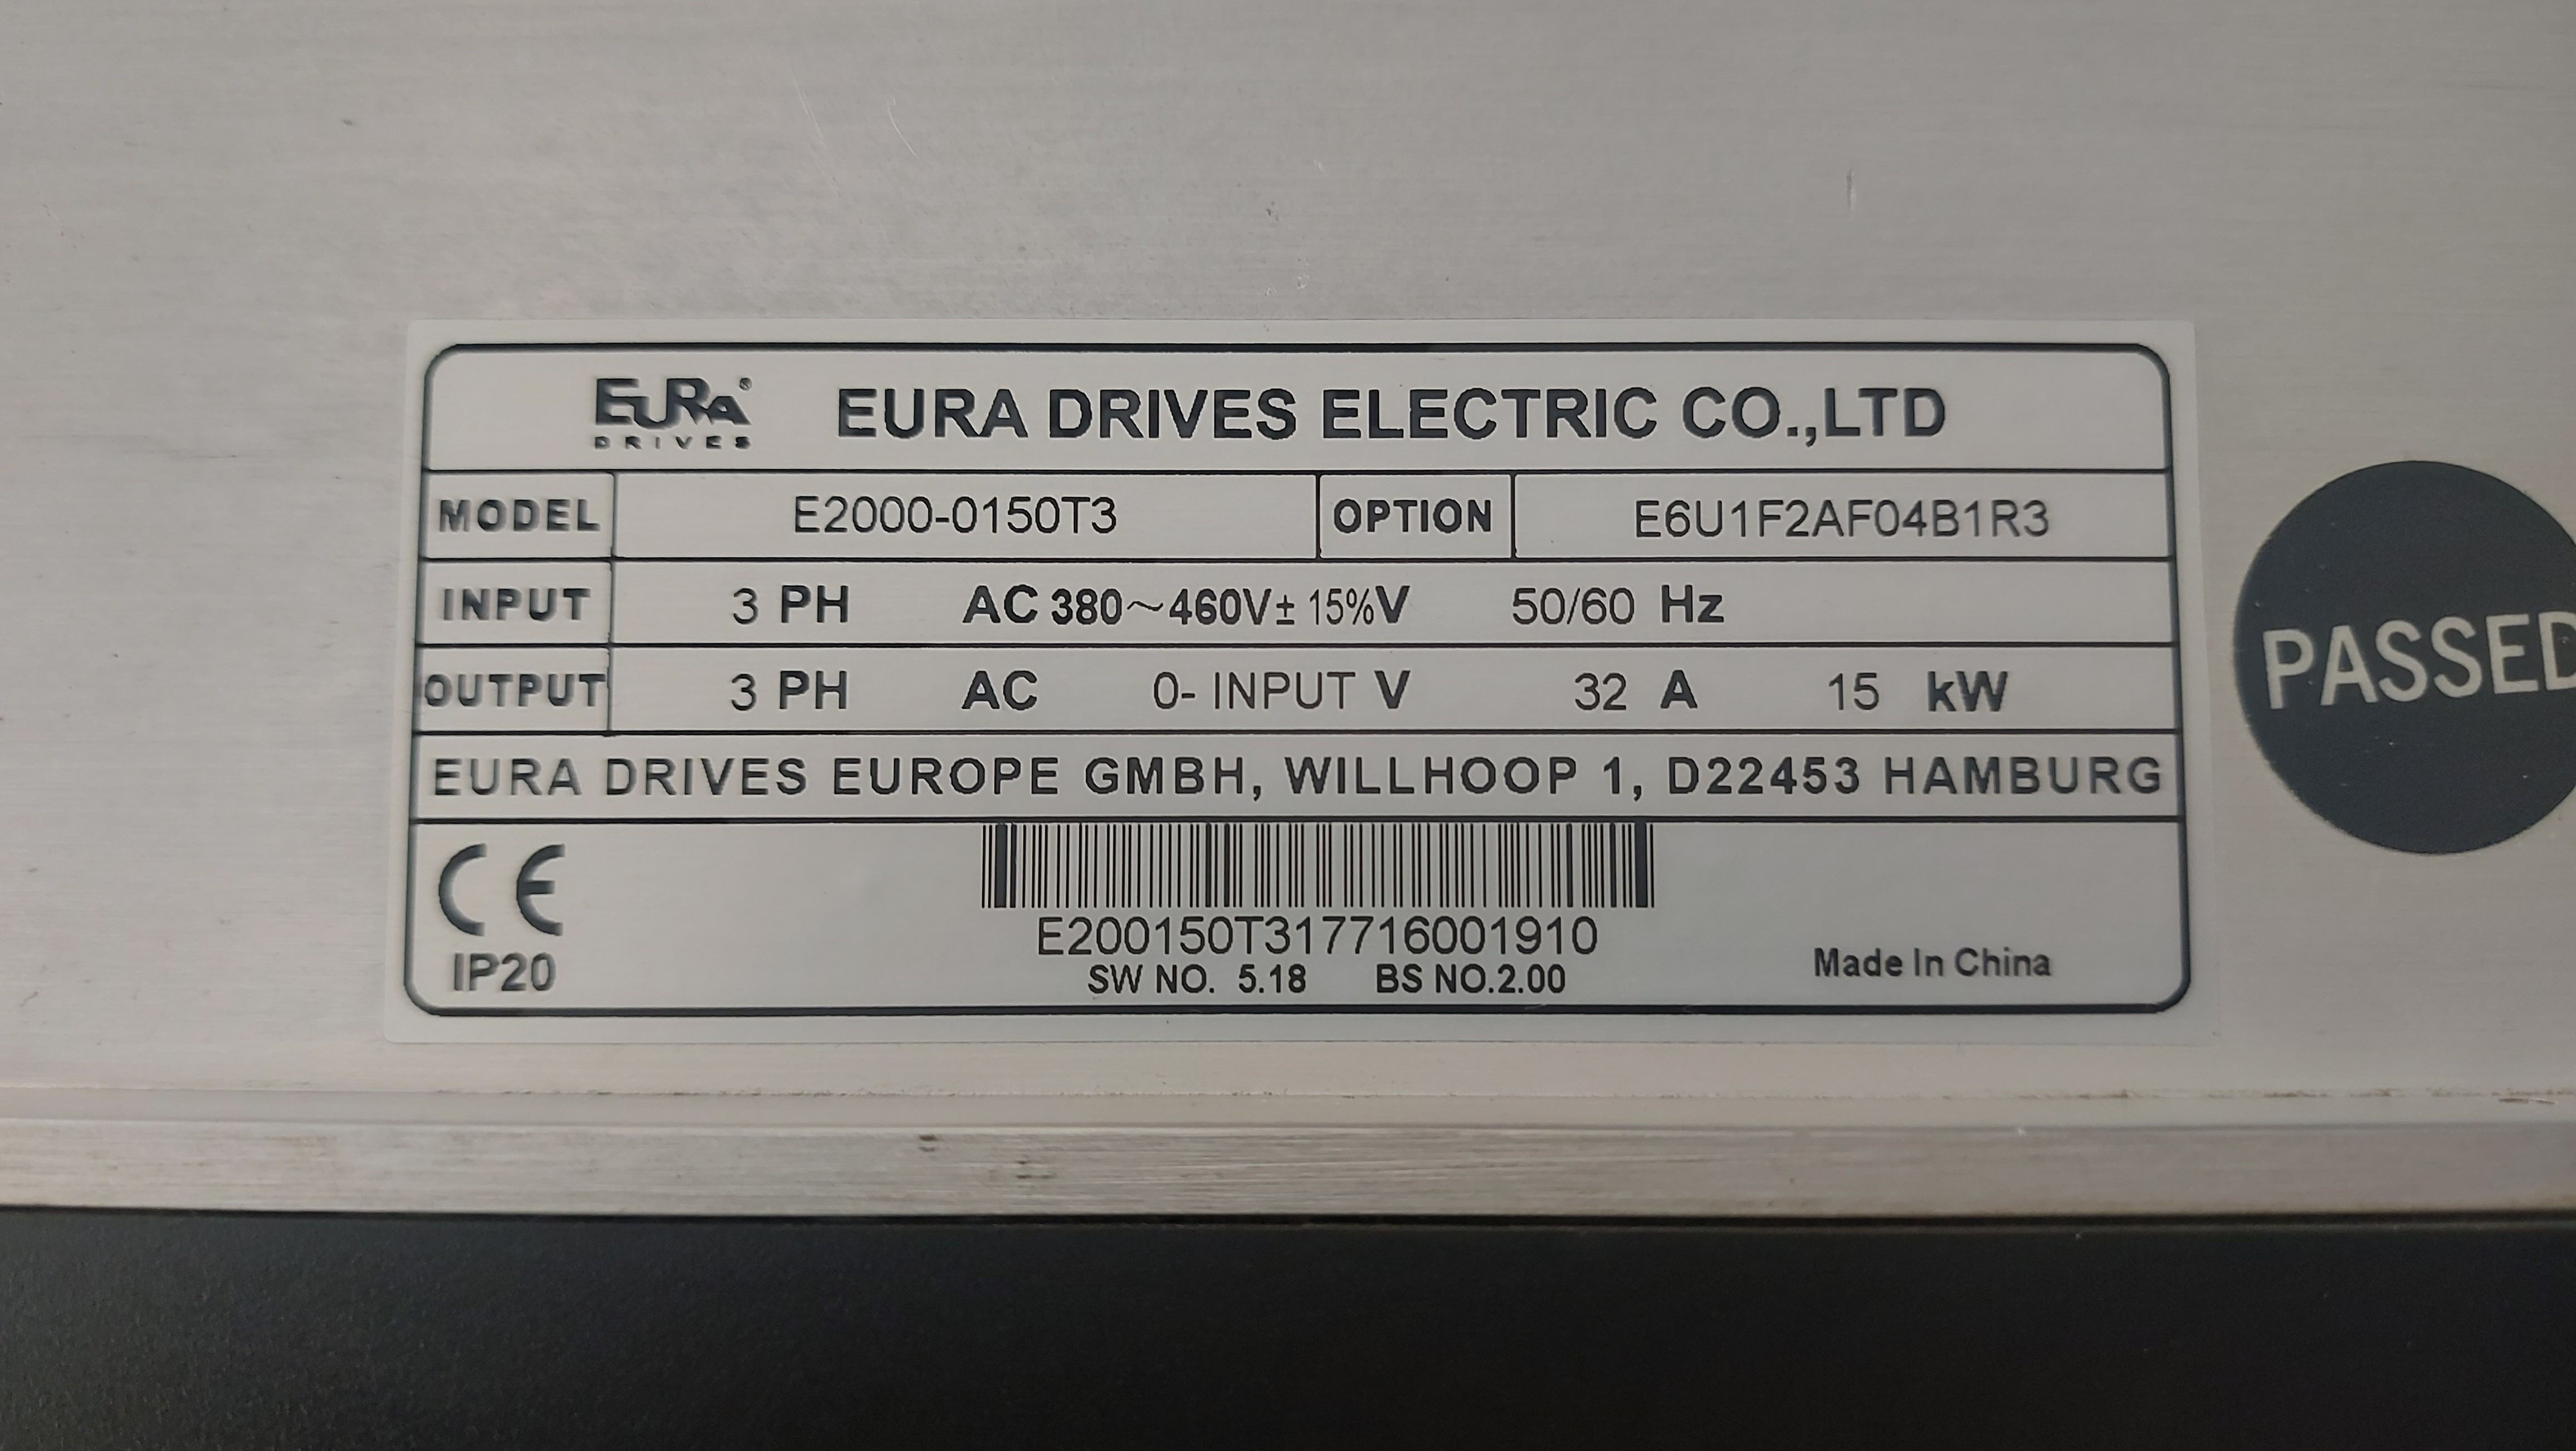 EURA® EURA DRIVES ELECTRIC CO.,LTD
DRIVES
MODEL E2000-0150T3 OPTION E6U1F2AF04B1R3
INPUT 3 PH AC 380~460V± 15%V 50/60 Hz
OUTPUT 3 PH AC 0- INPUT V 32 A 15 kW
EURA DRIVES EUROPE GMBH, WILLHOOP 1, D22453 HAMBURG
CE
E200150T317716001910
IP20 SW NO. 5.18 BS NO.2.00 Made In China
PASSED